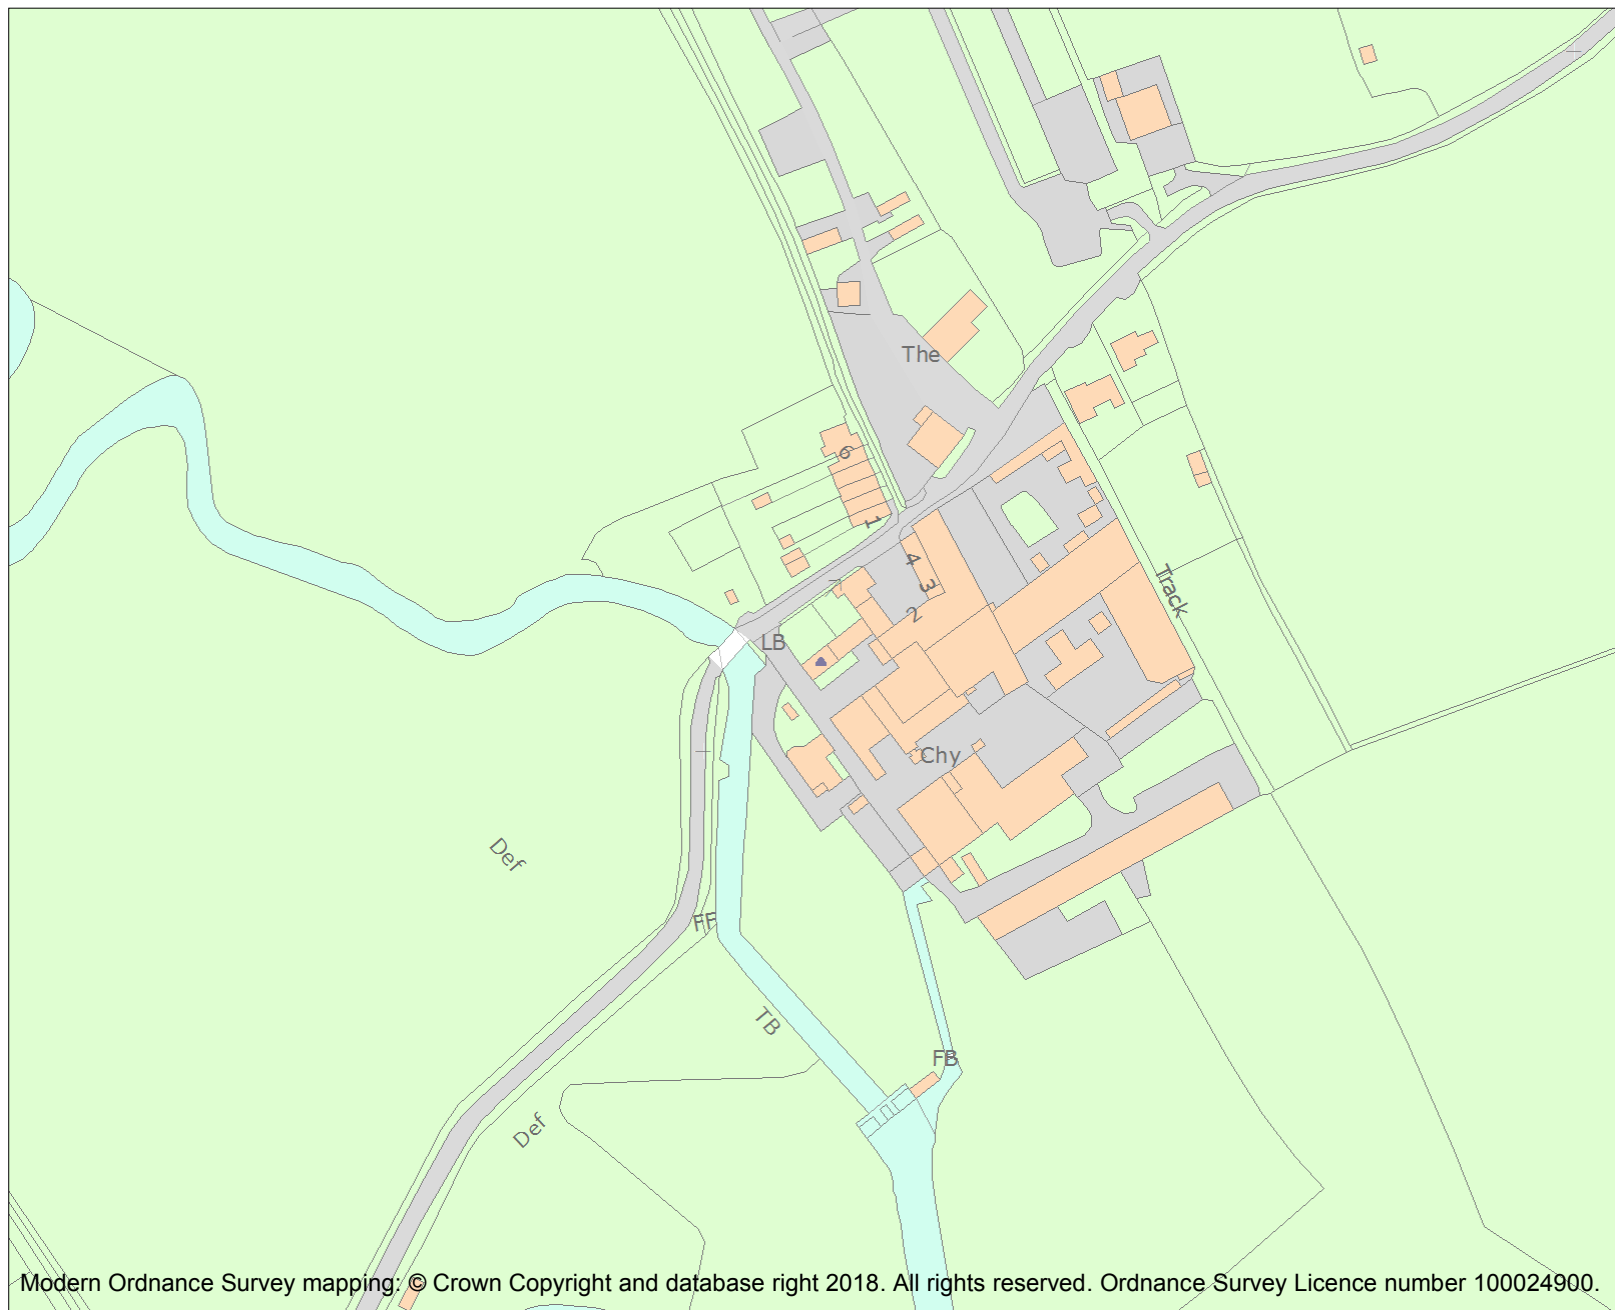 The
6
1
4
3
2
Track
LB
Chy
Def
FF
TB
FB
Def
Modern Ordnance Survey mapping: © Crown Copyright and database right 2018. All rights reserved. Ordnance Survey Licence number 100024900.